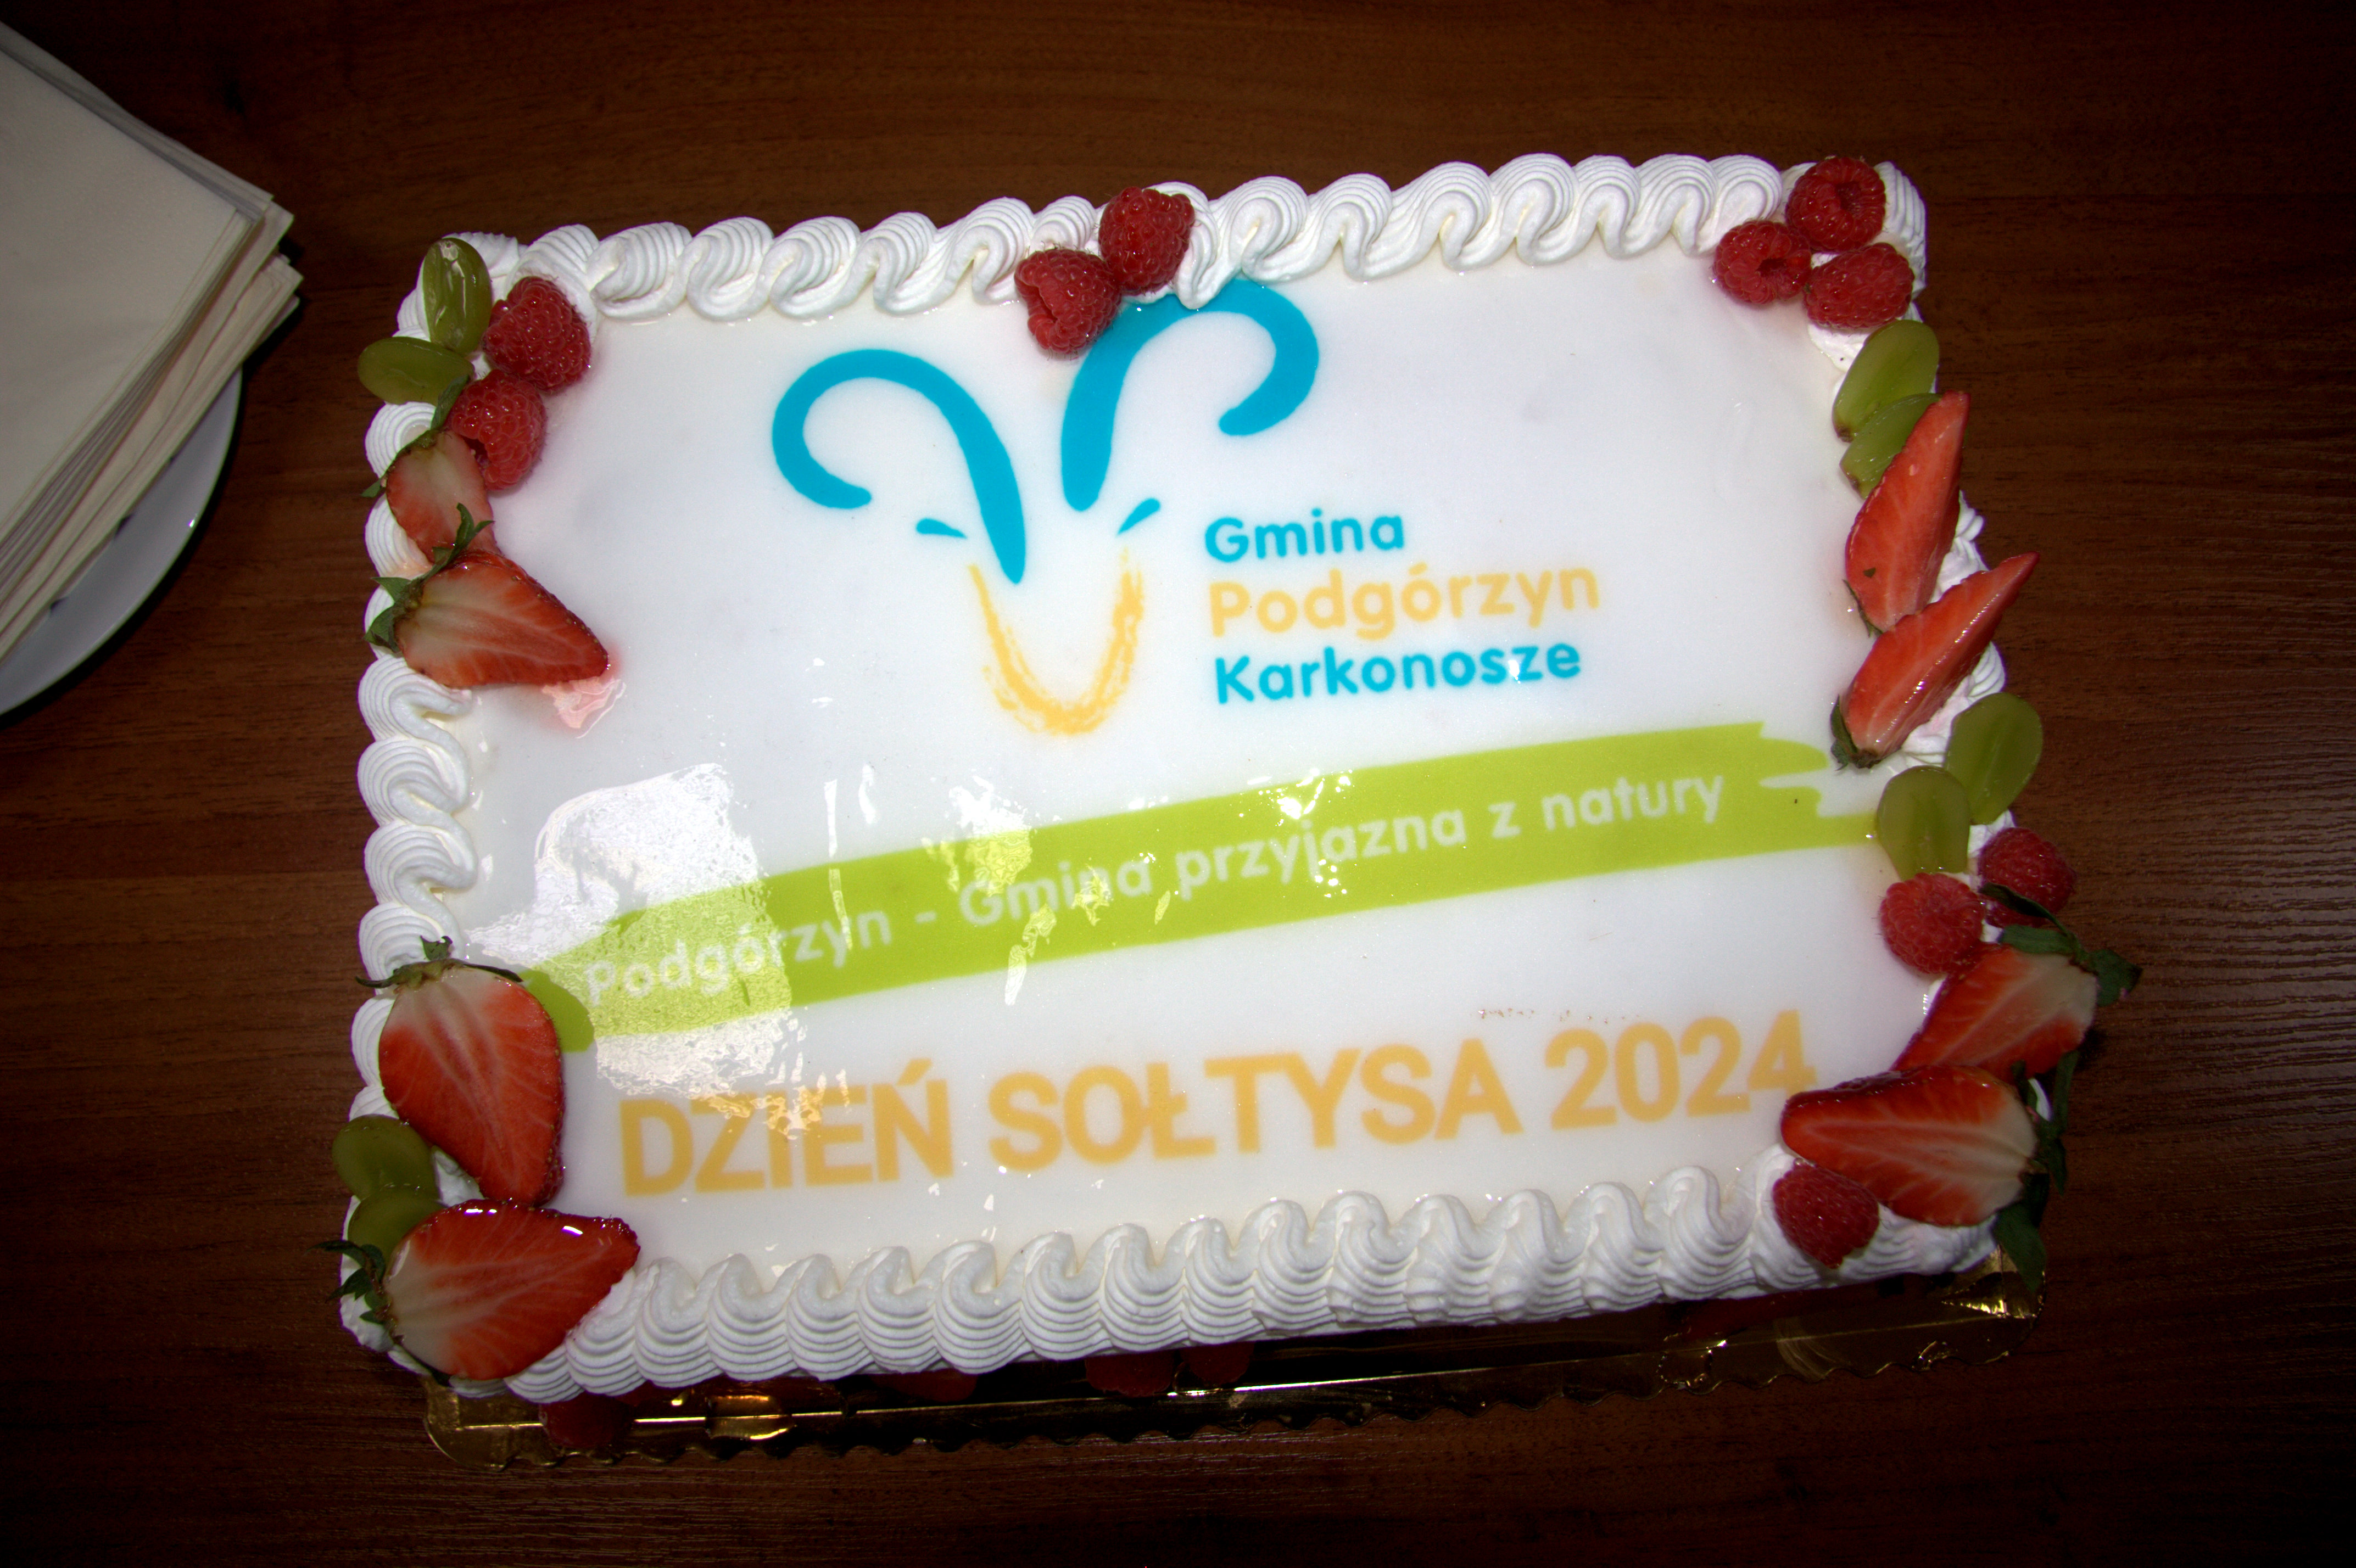 Gmina
Podgórzyn
Karkonosze
Podgórzyn - Gmina przyjazna z natury
DZIEŃ SOŁTYSA 2024